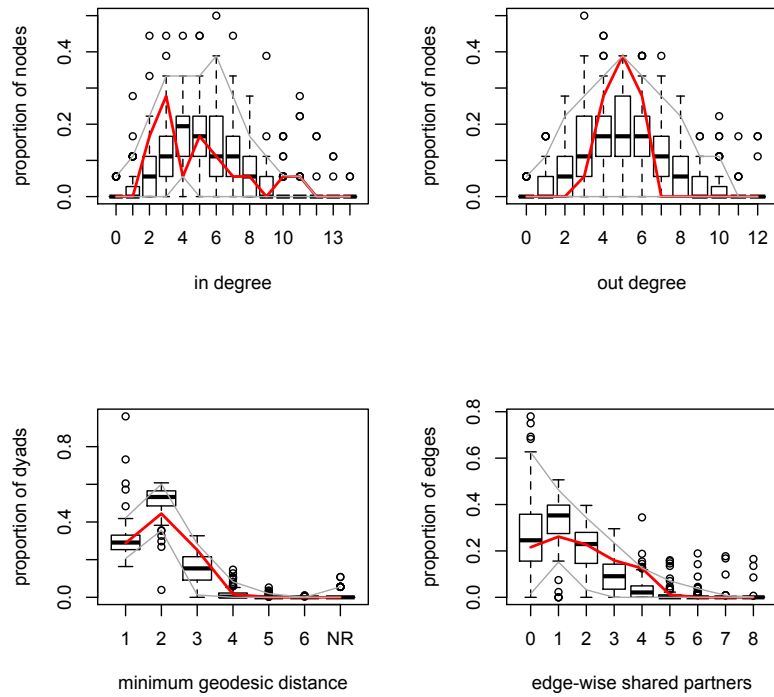 proportion of nodes
0.0 0.2 0.4
0 2 4 6 8 10 13
in degree
proportion of nodes
0.0 0.2 0.4
0 2 4 6 8 10 12
out degree
proportion of dyads
0.0 0.4 0.8
1 2 3 4 5 6 NR
minimum geodesic distance
proportion of edges
0.0 0.2 0.4 0.6 0.8
0 1 2 3 4 5 6 7 8
edge-wise shared partners